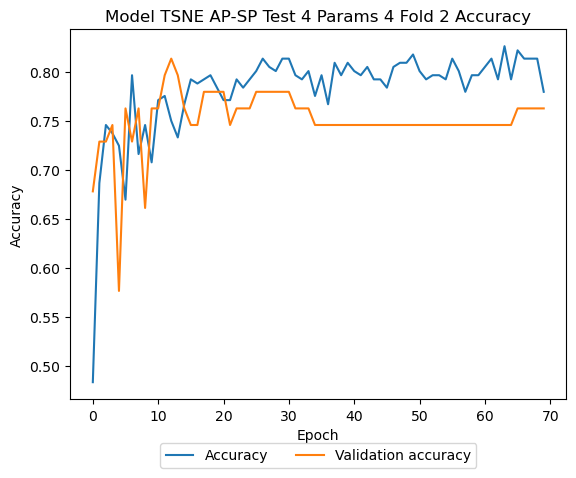 Model TSNE AP-SP Test 4 Params 4 Fold 2 Accuracy
0.80
0.75
0.70
0.65
0.60
0.55
0.50
Accuracy
0 10 20 30 40 50 60 70
Epoch
Accuracy Validation accuracy